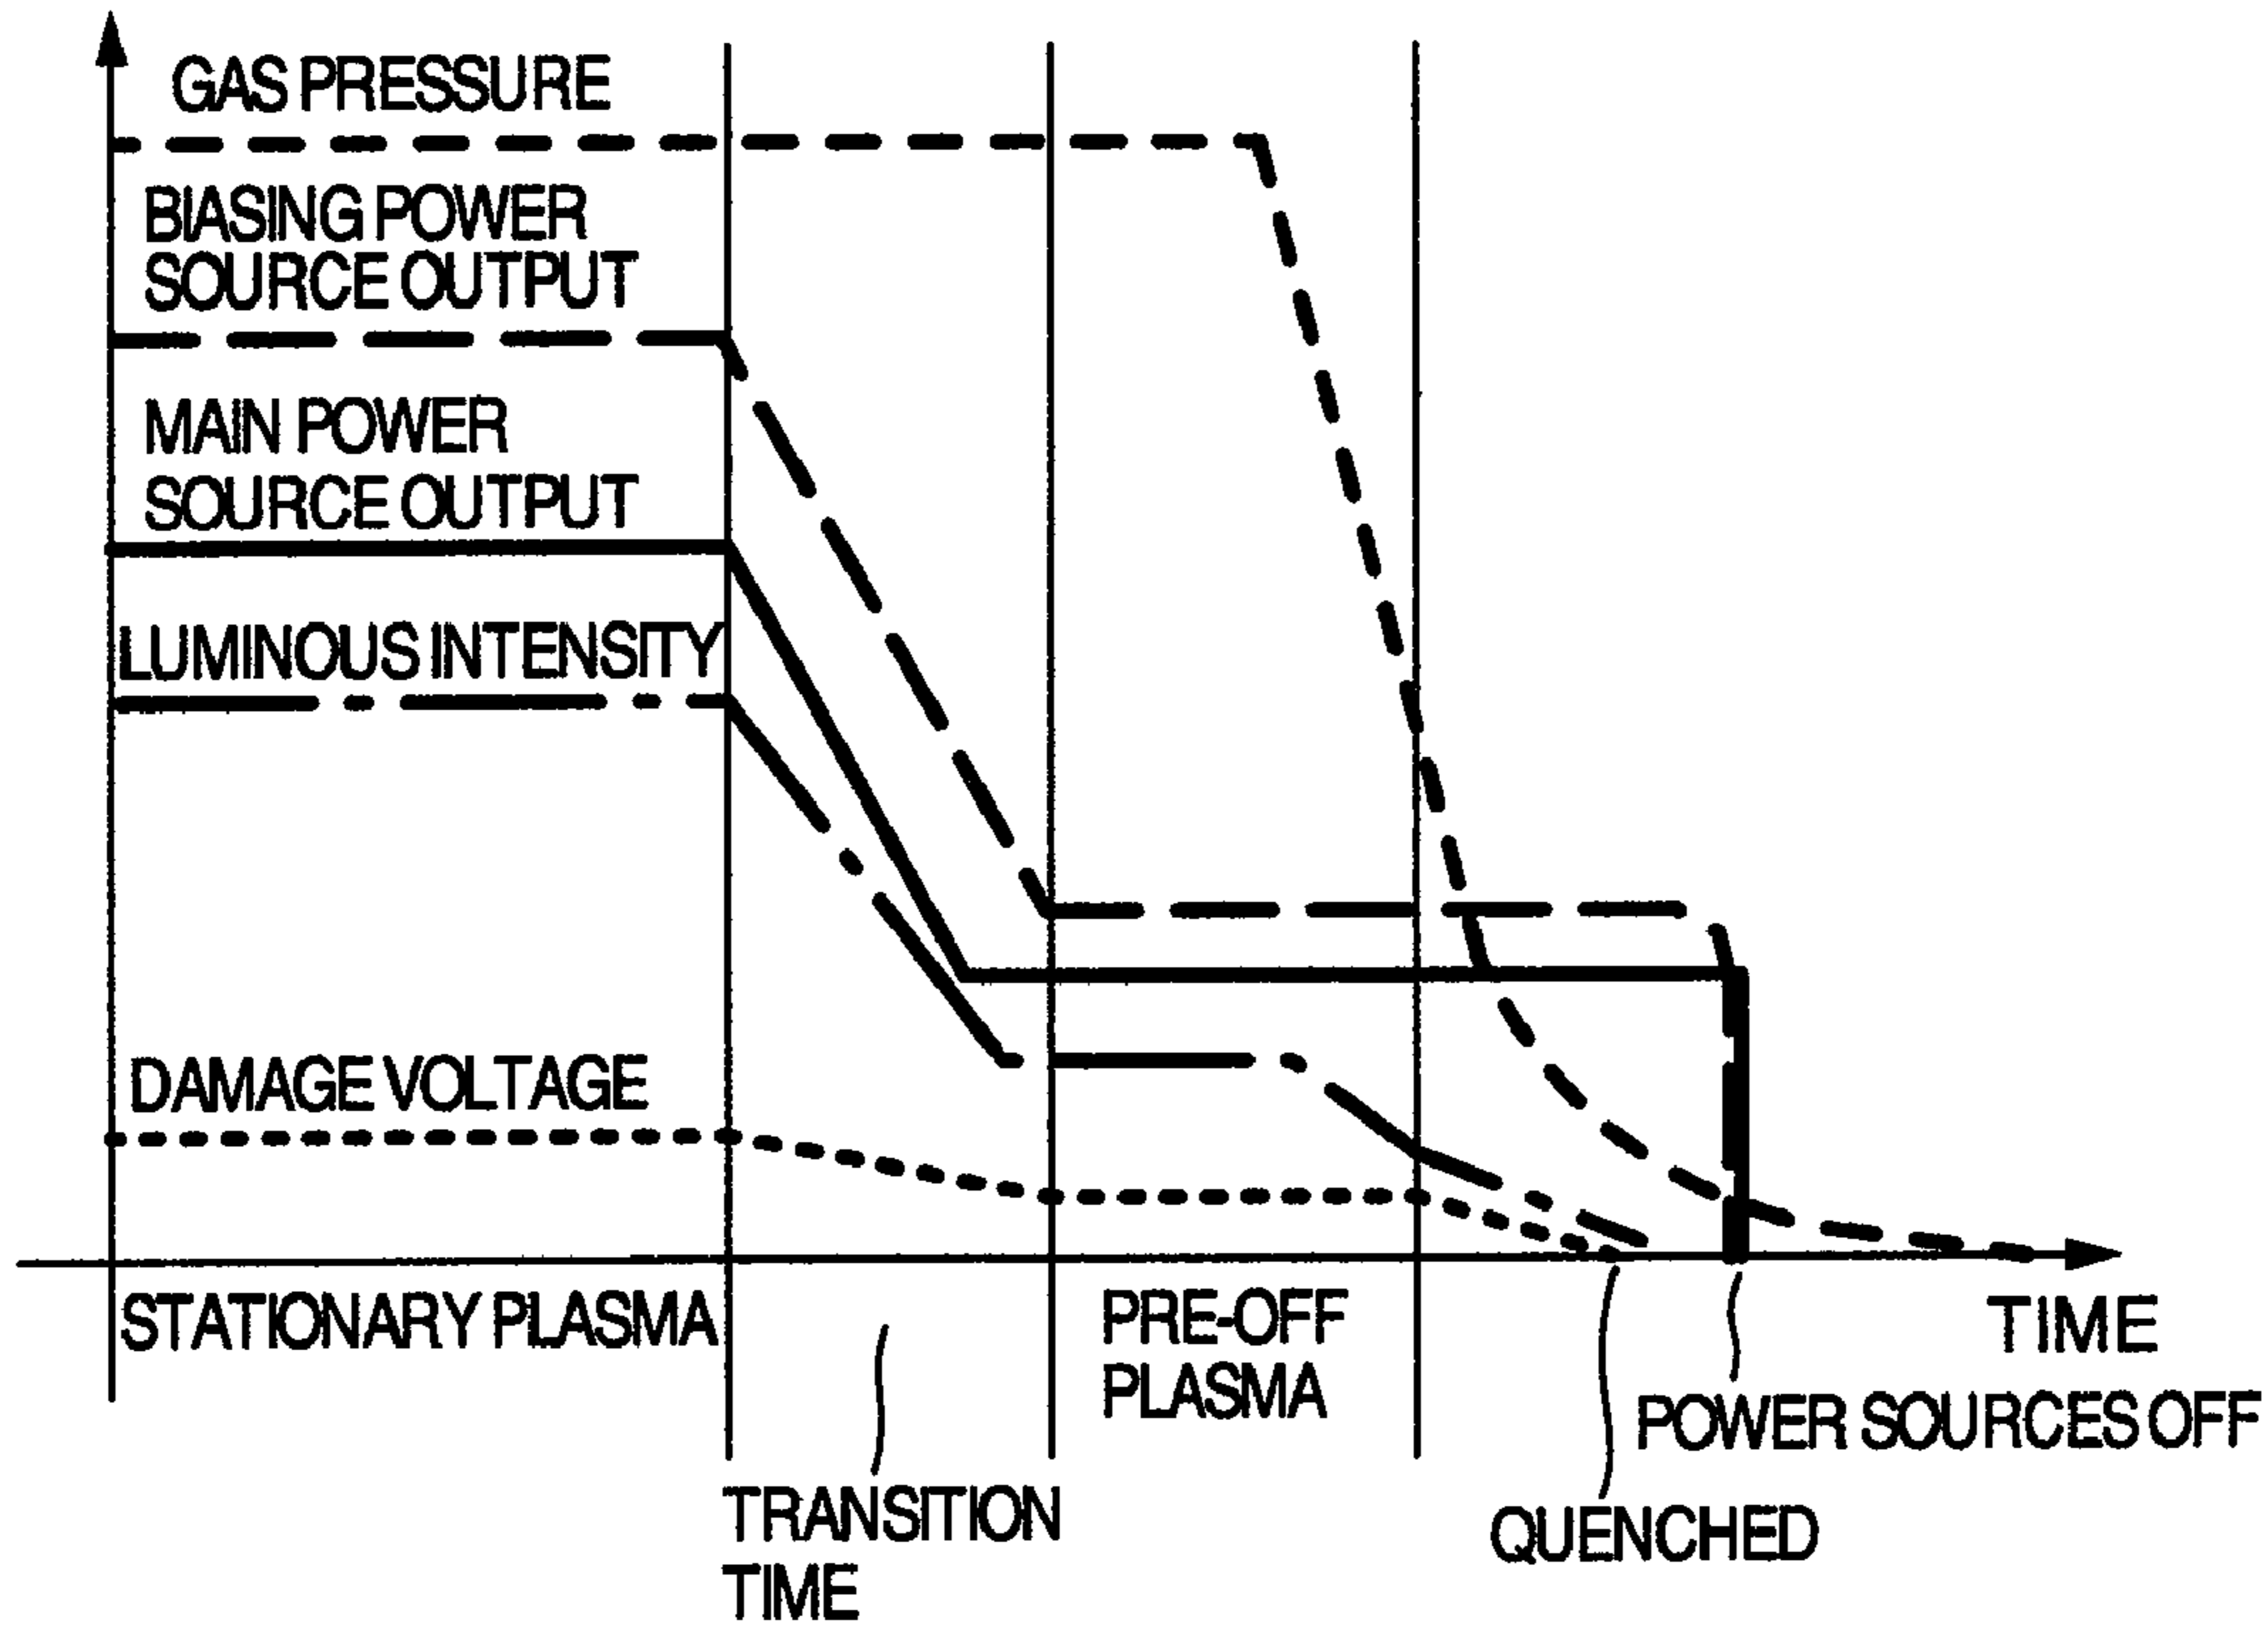 GAS PRESSURE
BIASING POWER
SOURCE OUTPUT
MAIN POWER
SOURCE OUTPUT
LUMINOUS INTENSITY
DAMAGE VOLTAGE
STATIONARY PLASMA
PRE-OFF
PLASMA
TIME
POWER SOURCES OFF
TRANSITION
TIME
QUENCHED